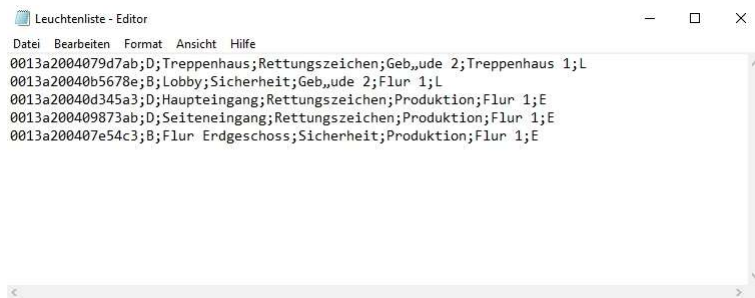 Leuchtenliste - Editor
Datei Bearbeiten Format Ansicht Hilfe
0013a2004079d7ab;D;Treppenhaus;Rettungszeichen;Geb„ude 2;Treppenhaus 1;L
0013a20040b5678e;B;Lobby;Sicherheit;Geb„ude 2;Flur 1;L
0013a20040d345a3;D;Haupteingang;Rettungszeichen;Produktion;Flur 1;E
0013a200409873ab;D;Seiteneingang;Rettungszeichen;Produktion;Flur 1;E
0013a200407e54c3;B;Flur Erdgeschoss;Sicherheit;Produktion;Flur 1;E